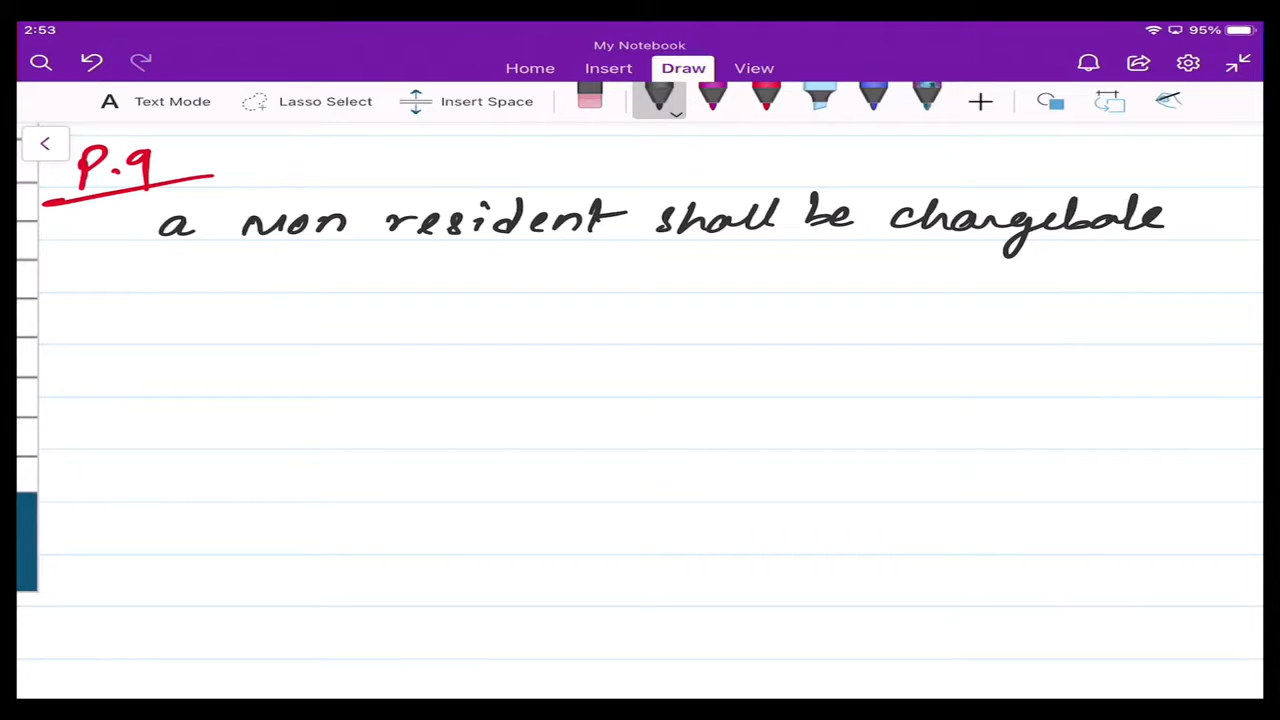 2:53
95%
My Notebook
Home Insert Draw View
A Text Mode Lasso Select Insert Space
P.9
a non resident shall be chargebale